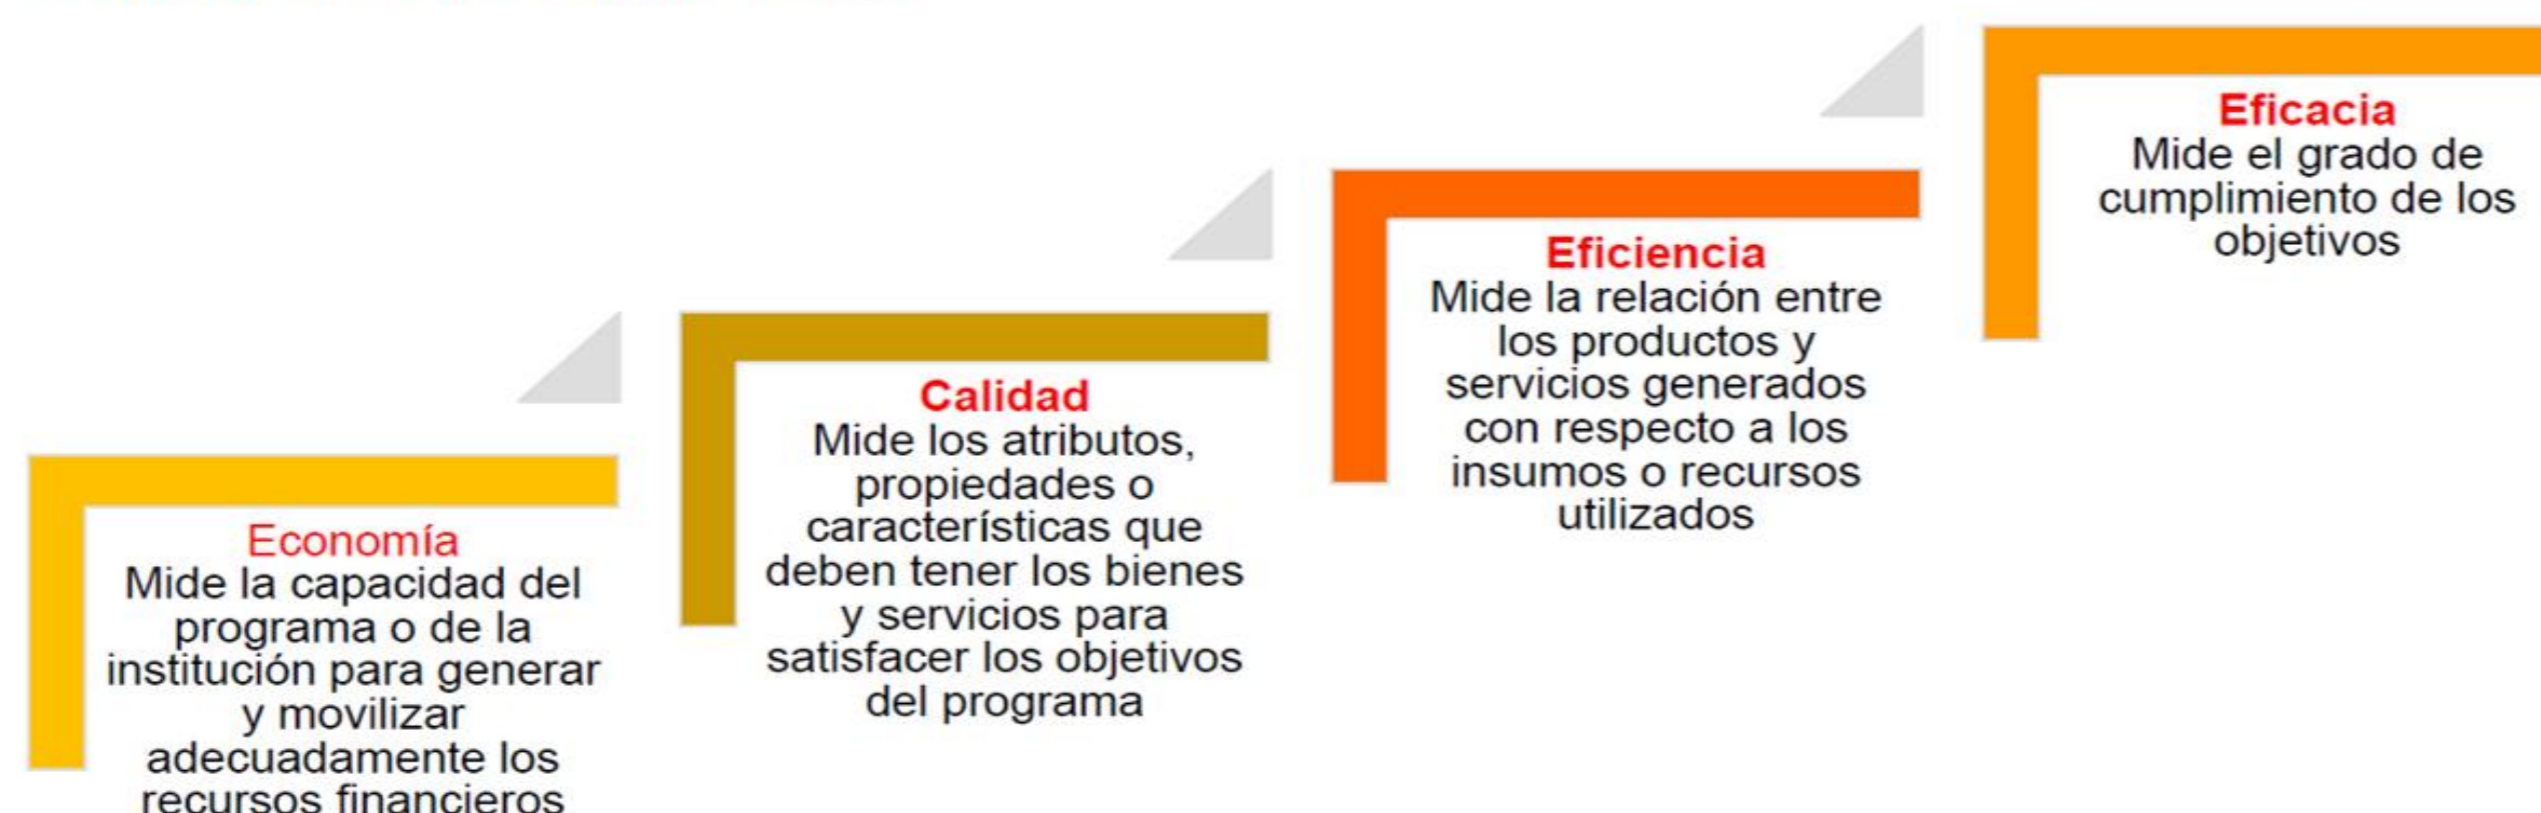 Economía
Mide la capacidad del
programa o de la
institución para generar
y movilizar
adecuadamente los
recursos financieros
Calidad
Mide los atributos,
propiedades o
características que
deben tener los bienes
y servicios para
satisfacer los objetivos
del programa
Eficiencia
Mide la relación entre
los productos y
servicios generados
con respecto a los
insumos o recursos
utilizados
Eficacia
Mide el grado de
cumplimiento de los
objetivos